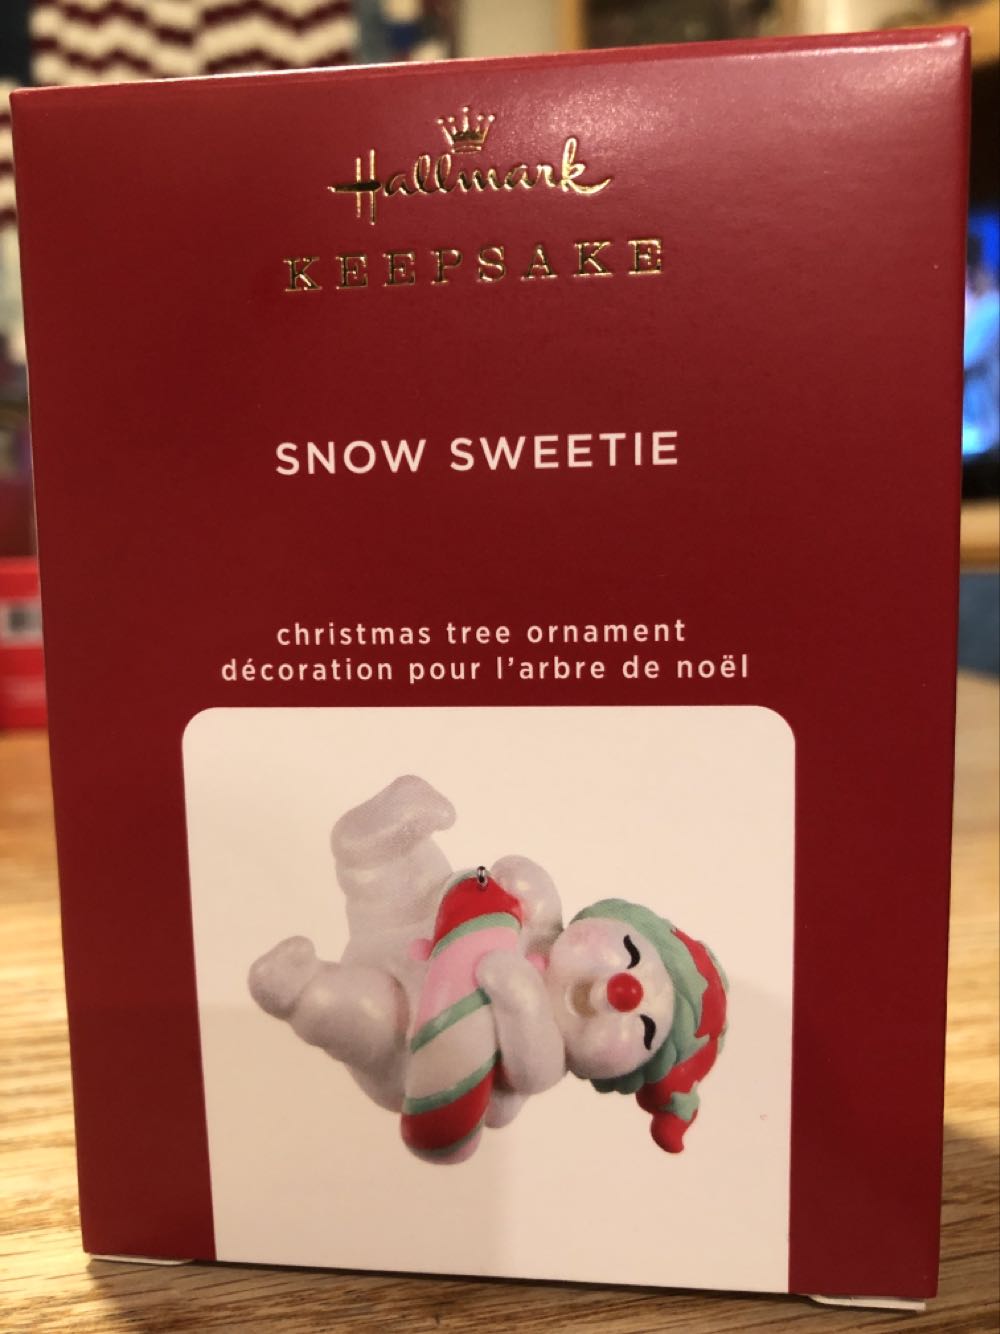 Hallmark
KEEPSAKE
SNOW SWEETIE
christmas tree ornament
décoration pour l'arbre de noël